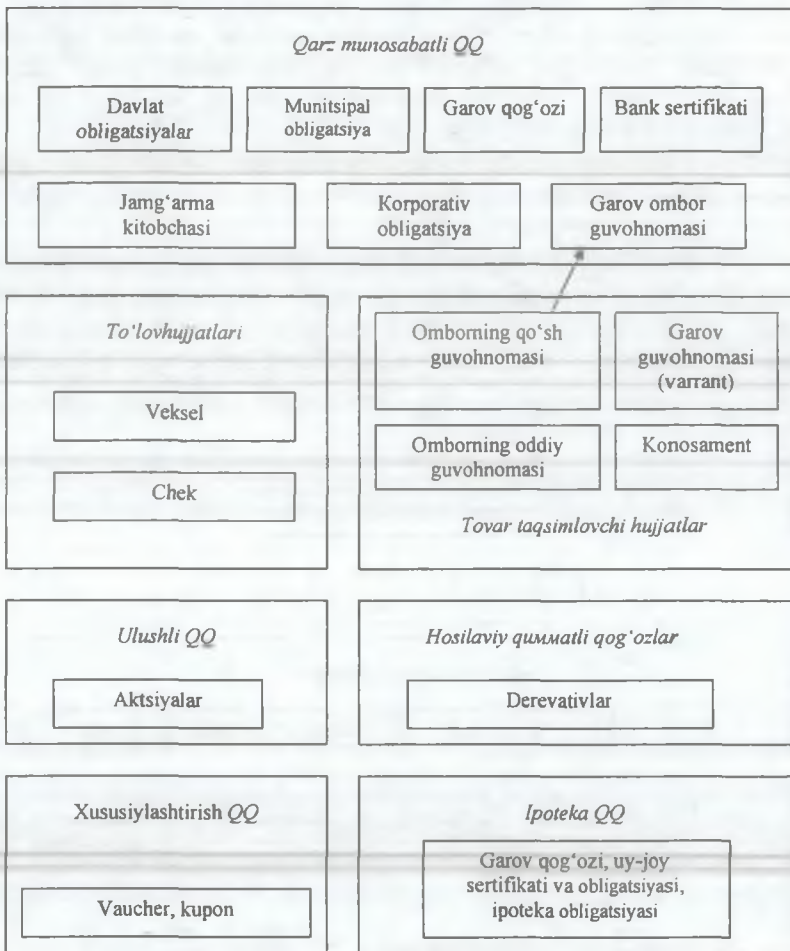 Qarz munosabatli QQ
Davlat
obligatsiyalar
Munitsipal
obligatsiya
Garov qog‘ozi
Bank sertifikati
Jamg‘arma
kitobchasi
Korporativ
obligatsiya
Garov ombor
guvohnomasi
To‘lovhujjatlari
Veksel
Chek
Omborning qo‘sh
guvohnomasi
Garov
guvohnomasi
(varrant)
Omborning oddiy
guvohnomasi
Konosament
Tovar taqsimlovchi hujjatlar
Ulushli QQ
Aktsiyalar
Hosilaviy quммatli qog‘ozlar
Derevativlar
Xususiylashtirish QQ
Vaucher, kupon
Ipoteka QQ
Garov qog‘ozi, uy-joy
sertifikati va obligatsiyasi,
ipoteka obligatsiyasi